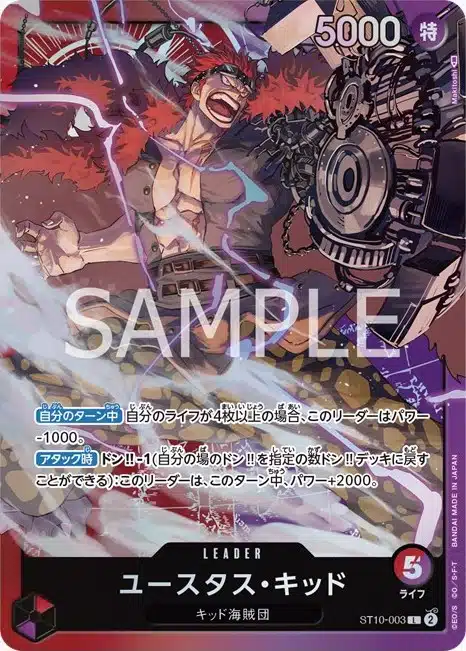 5000 特
Makitoshi
SAMPLE
自分のターン中 自分のライフが4枚以上の場合、このリーダーはパワー
-1000。
アタック時 ドン!!-1(自分の場のドン!!を指定の数ドン!!デッキに戻す
ことができる):このリーダーは、このターン中、パワー+2000。
LEADER
ユースタス・キッド
キッド海賊団
5
ライフ
ST10-003 L 2
©E.O/S ©O/S・F・T BANDAI MADE IN JAPAN